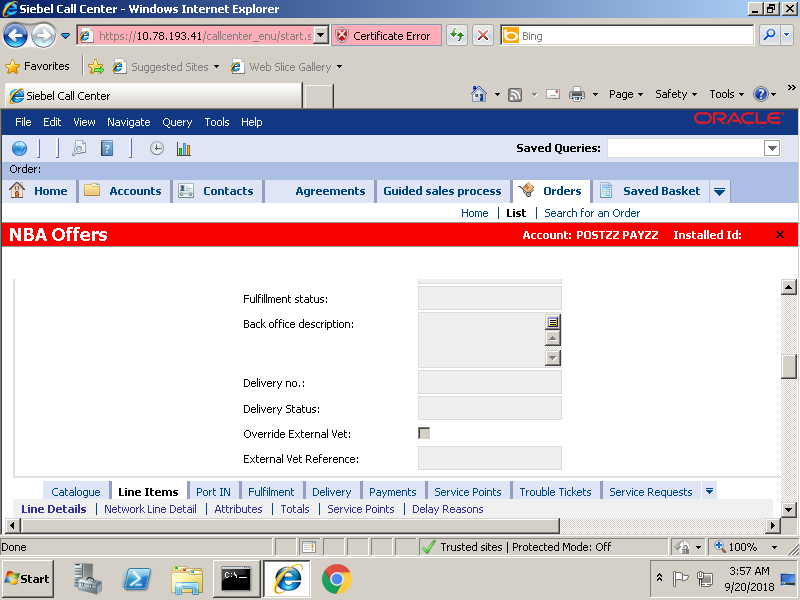 Siebel Call Center - Windows Internet Explorer
https://10.78.193.41/callcenter_enu/start.s
Certificate Error
Bing
Favorites
Suggested Sites
Web Slice Gallery
Siebel Call Center
Page
Safety
Tools
File Edit View Navigate Query Tools Help
ORACLE
Saved Queries:
Order:
Home Accounts Contacts Agreements Guided sales process Orders Saved Basket
Home | List | Search for an Order
NBA Offers Account: POSTZZ PAYZZ Installed Id:
Fulfillment status:
Back office description:
Delivery no.:
Delivery Status:
Override External Vet:
External Vet Reference:
Catalogue Line Items Port IN Fulfilment Delivery Payments Service Points Trouble Tickets Service Requests
Line Details | Network Line Detail | Attributes | Totals | Service Points | Delay Reasons
Done Trusted sites | Protected Mode: Off 100%
Start
C:\
3:57 AM
9/20/2018